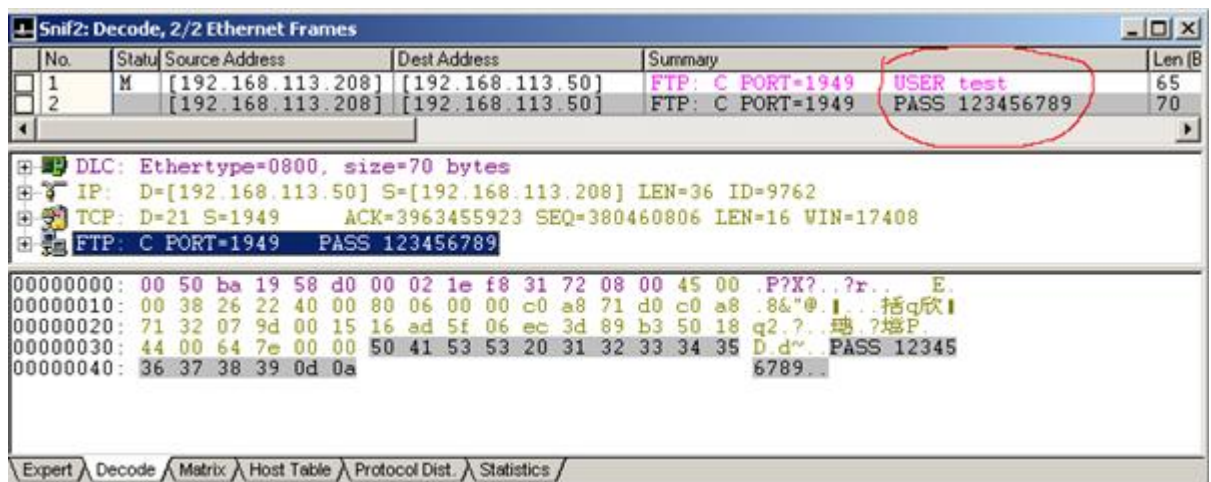 Snif2: Decode, 2/2 Ethernet Frames
No. Statu Source Address Dest Address Summary Len (B
1 M [192.168.113.208] [192.168.113.50] FTP: C PORT=1949 USER test 65
2 [192.168.113.208] [192.168.113.50] FTP: C PORT=1949 PASS 123456789 70
DLC: Ethertype=0800, size=70 bytes
IP: D=[192.168.113.50] S=[192.168.113.208] LEN=36 ID=9762
TCP: D=21 S=1949 ACK=3963455923 SEQ=380460806 LEN=16 WIN=17408
FTP: C PORT=1949 PASS 123456789
00000000: 00 50 ba 19 58 d0 00 02 1e f8 31 72 08 00 45 00 .P?X?..?r.. E.
00000010: 00 38 26 22 40 00 80 06 00 00 c0 a8 71 d0 c0 a8 .8&"@.
00000020: 71 32 07 9d 00 15 16 ad 5f 06 ec 3d 89 b3 50 18 q2.?..
00000030: 44 00 64 7e 00 00 50 41 53 53 20 31 32 33 34 35 D.d~..PASS 12345
00000040: 36 37 38 39 0d 0a 6789..
Expert Decode Matrix Host Table Protocol Dist. Statistics